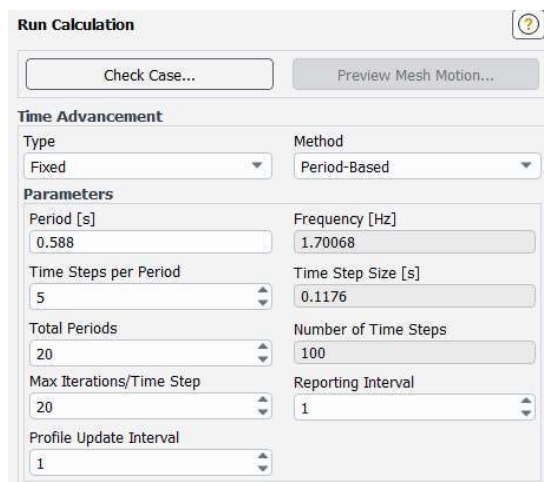 Run Calculation ?
Check Case... Preview Mesh Motion...
Time Advancement
Type Method
Fixed Period-Based
Parameters
Period [s] Frequency [Hz]
0.588 1.70068
Time Steps per Period Time Step Size [s]
5 0.1176
Total Periods Number of Time Steps
20 100
Max Iterations/Time Step Reporting Interval
20 1
Profile Update Interval
1